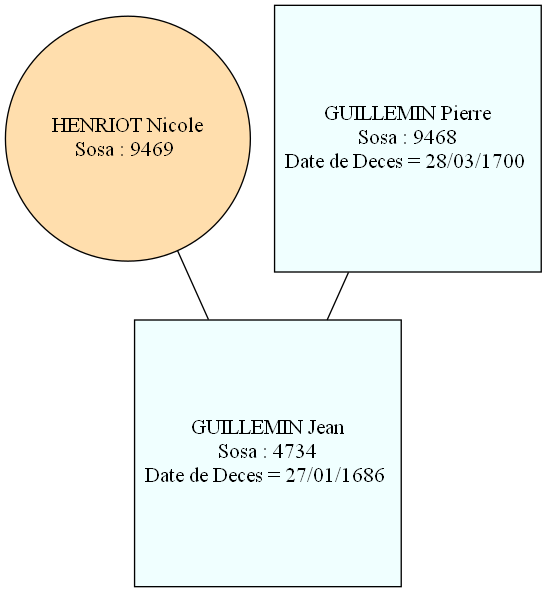 HENRIOT Nicole
Sosa : 9469
GUILLEMIN Pierre
Sosa : 9468
Date de Deces = 28/03/1700
GUILLEMIN Jean
Sosa : 4734
Date de Deces = 27/01/1686